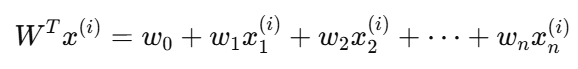 $W^T x^{(i)} = w_0 + w_1 x_1^{(i)} + w_2 x_2^{(i)} + \cdots + w_n x_n^{(i)}$